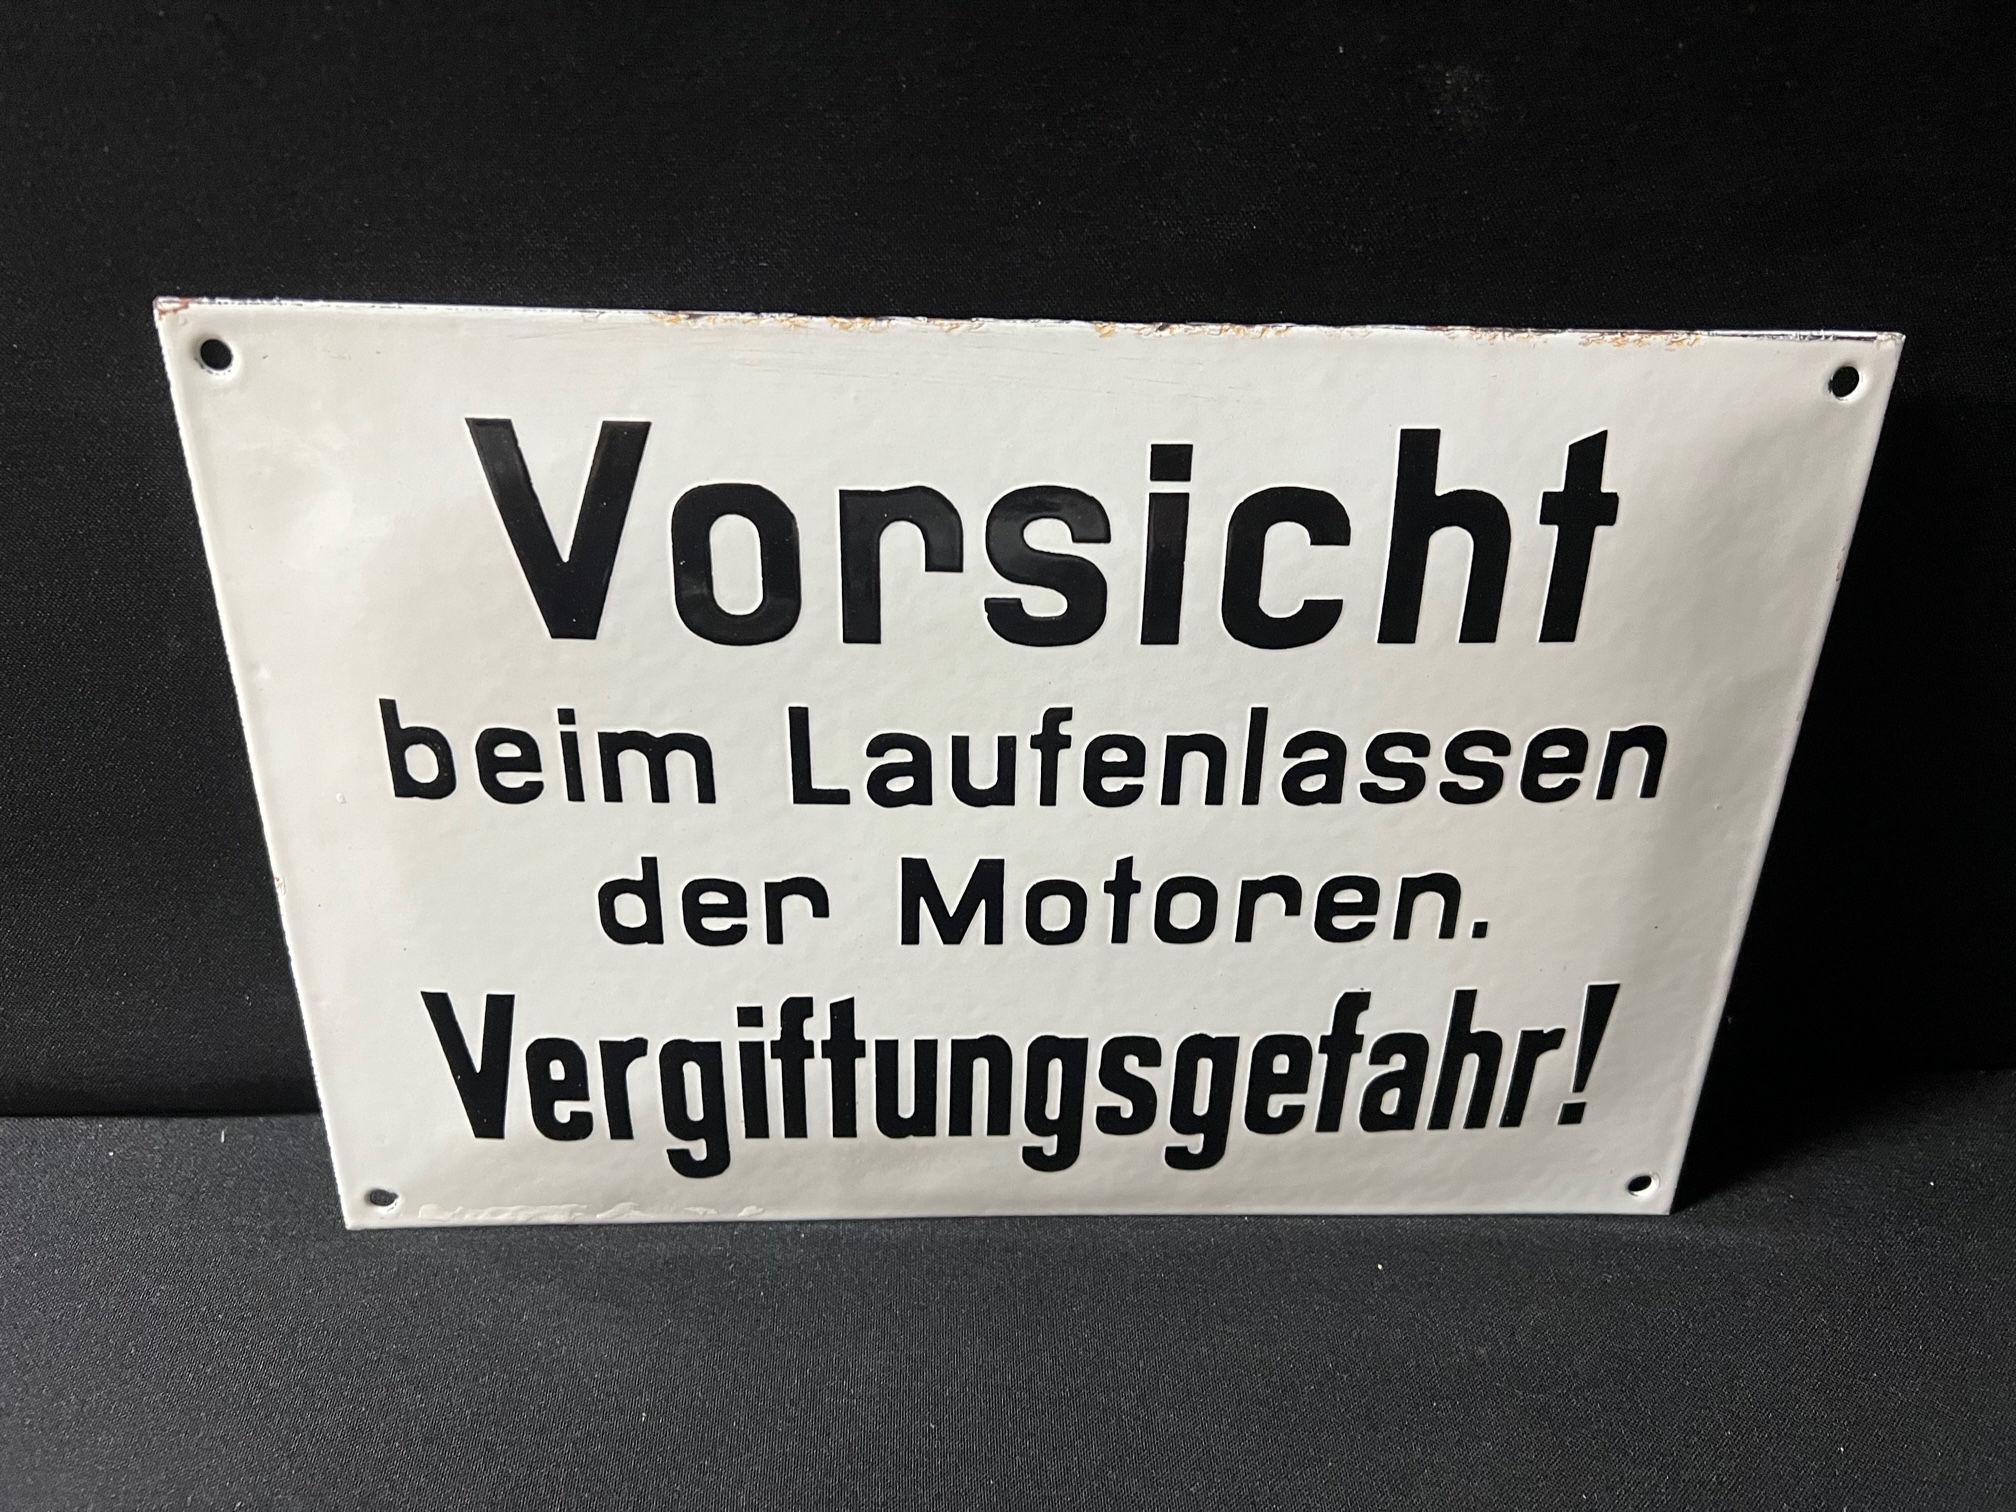 Vorsicht
beim Laufenlassen
der Motoren.
Vergiftungsgefahr!